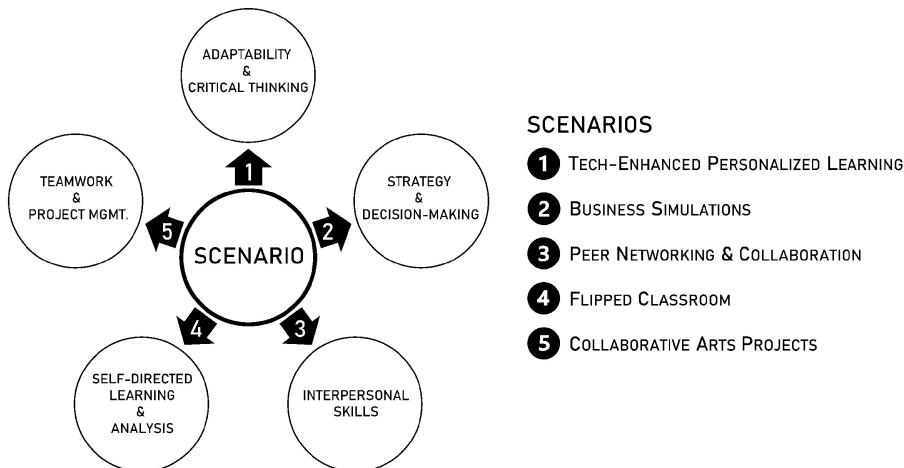 ADAPTABILITY
&
CRITICAL THINKING
1
TEAMWORK
&
PROJECT MGMT.
5
SCENARIO
2
STRATEGY
&
DECISION-MAKING
4
3
SELF-DIRECTED
LEARNING
&
ANALYSIS
INTERPERSONAL
SKILLS
SCENARIOS
1 TECH-ENHANCED PERSONALIZED LEARNING
2 BUSINESS SIMULATIONS
3 PEER NETWORKING & COLLABORATION
4 FLIPPED CLASSROOM
5 COLLABORATIVE ARTS PROJECTS